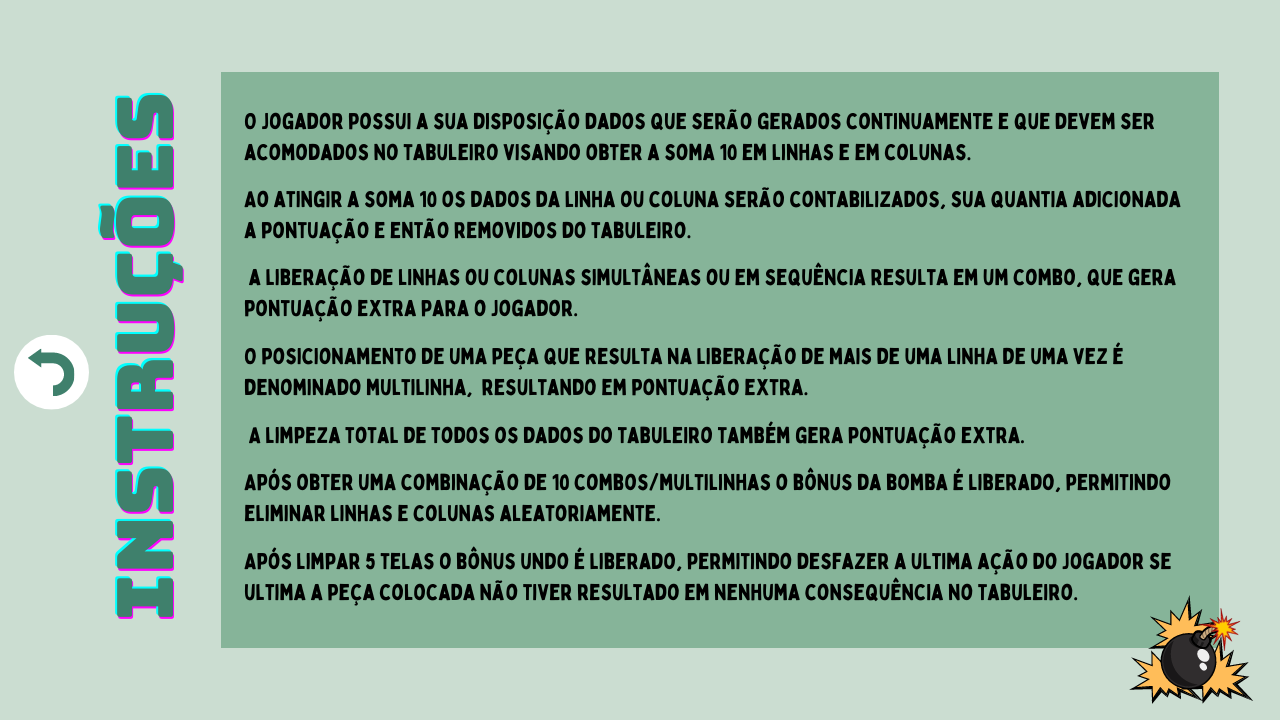 INSTRUÇÕES
O JOGADOR POSSUI A SUA DISPOSIÇÃO DADOS QUE SERÃO GERADOS CONTINUAMENTE E QUE DEVEM SER
ACOMODADOS NO TABULEIRO VISANDO OBTER A SOMA 10 EM LINHAS E EM COLUNAS.
AO ATINGIR A SOMA 10 OS DADOS DA LINHA OU COLUNA SERÃO CONTABILIZADOS, SUA QUANTIA ADICIONADA
A PONTUAÇÃO E ENTÃO REMOVIDOS DO TABULEIRO.
A LIBERAÇÃO DE LINHAS OU COLUNAS SIMULTÂNEAS OU EM SEQUÊNCIA RESULTA EM UM COMBO, QUE GERA
PONTUAÇÃO EXTRA PARA O JOGADOR.
O POSICIONAMENTO DE UMA PEÇA QUE RESULTA NA LIBERAÇÃO DE MAIS DE UMA LINHA DE UMA VEZ É
DENOMINADO MULTILINHA, RESULTANDO EM PONTUAÇÃO EXTRA.
A LIMPEZA TOTAL DE TODOS OS DADOS DO TABULEIRO TAMBÉM GERA PONTUAÇÃO EXTRA.
APÓS OBTER UMA COMBINAÇÃO DE 10 COMBOS/MULTILINHAS O BÔNUS DA BOMBA É LIBERADO, PERMITINDO
ELIMINAR LINHAS E COLUNAS ALEATORIAMENTE.
APÓS LIMPAR 5 TELAS O BÔNUS UNDO É LIBERADO, PERMITINDO DESFAZER A ULTIMA AÇÃO DO JOGADOR SE
ULTIMA A PEÇA COLOCADA NÃO TIVER RESULTADO EM NENHUMA CONSEQUÊNCIA NO TABULEIRO.